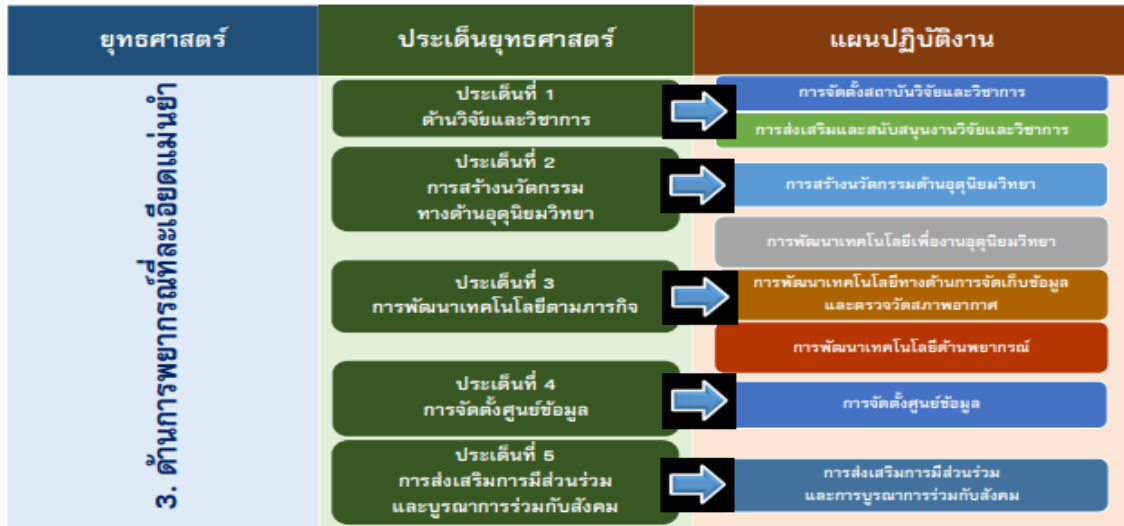 ยุทธศาสตร์
ประเด็นยุทธศาสตร์
แผนปฏิบัติงาน
3. ด้านการพยากรณ์ที่ละเอียดแม่นยำ
ประเด็นที่ 1
ด้านวิจัยและวิชาการ
การจัดตั้งสถาบันวิจัยและวิชาการ
การส่งเสริมและสนับสนุนงานวิจัยและวิชาการ
ประเด็นที่ 2
การสร้างนวัตกรรม
ทางด้านอุตุนิยมวิทยา
การสร้างนวัตกรรมด้านอุตุนิยมวิทยา
ประเด็นที่ 3
การพัฒนาเทคโนโลยีตามภารกิจ
การพัฒนาเทคโนโลยีเพื่องานอุตุนิยมวิทยา
การพัฒนาเทคโนโลยีทางด้านการจัดเก็บข้อมูล
และตรวจวัดสภาพอากาศ
การพัฒนาเทคโนโลยีด้านพยากรณ์
ประเด็นที่ 4
การจัดตั้งศูนย์ข้อมูล
การจัดตั้งศูนย์ข้อมูล
ประเด็นที่ 5
การส่งเสริมการมีส่วนร่วม
และบูรณาการร่วมกับสังคม
การส่งเสริมการมีส่วนร่วม
และการบูรณาการร่วมกับสังคม